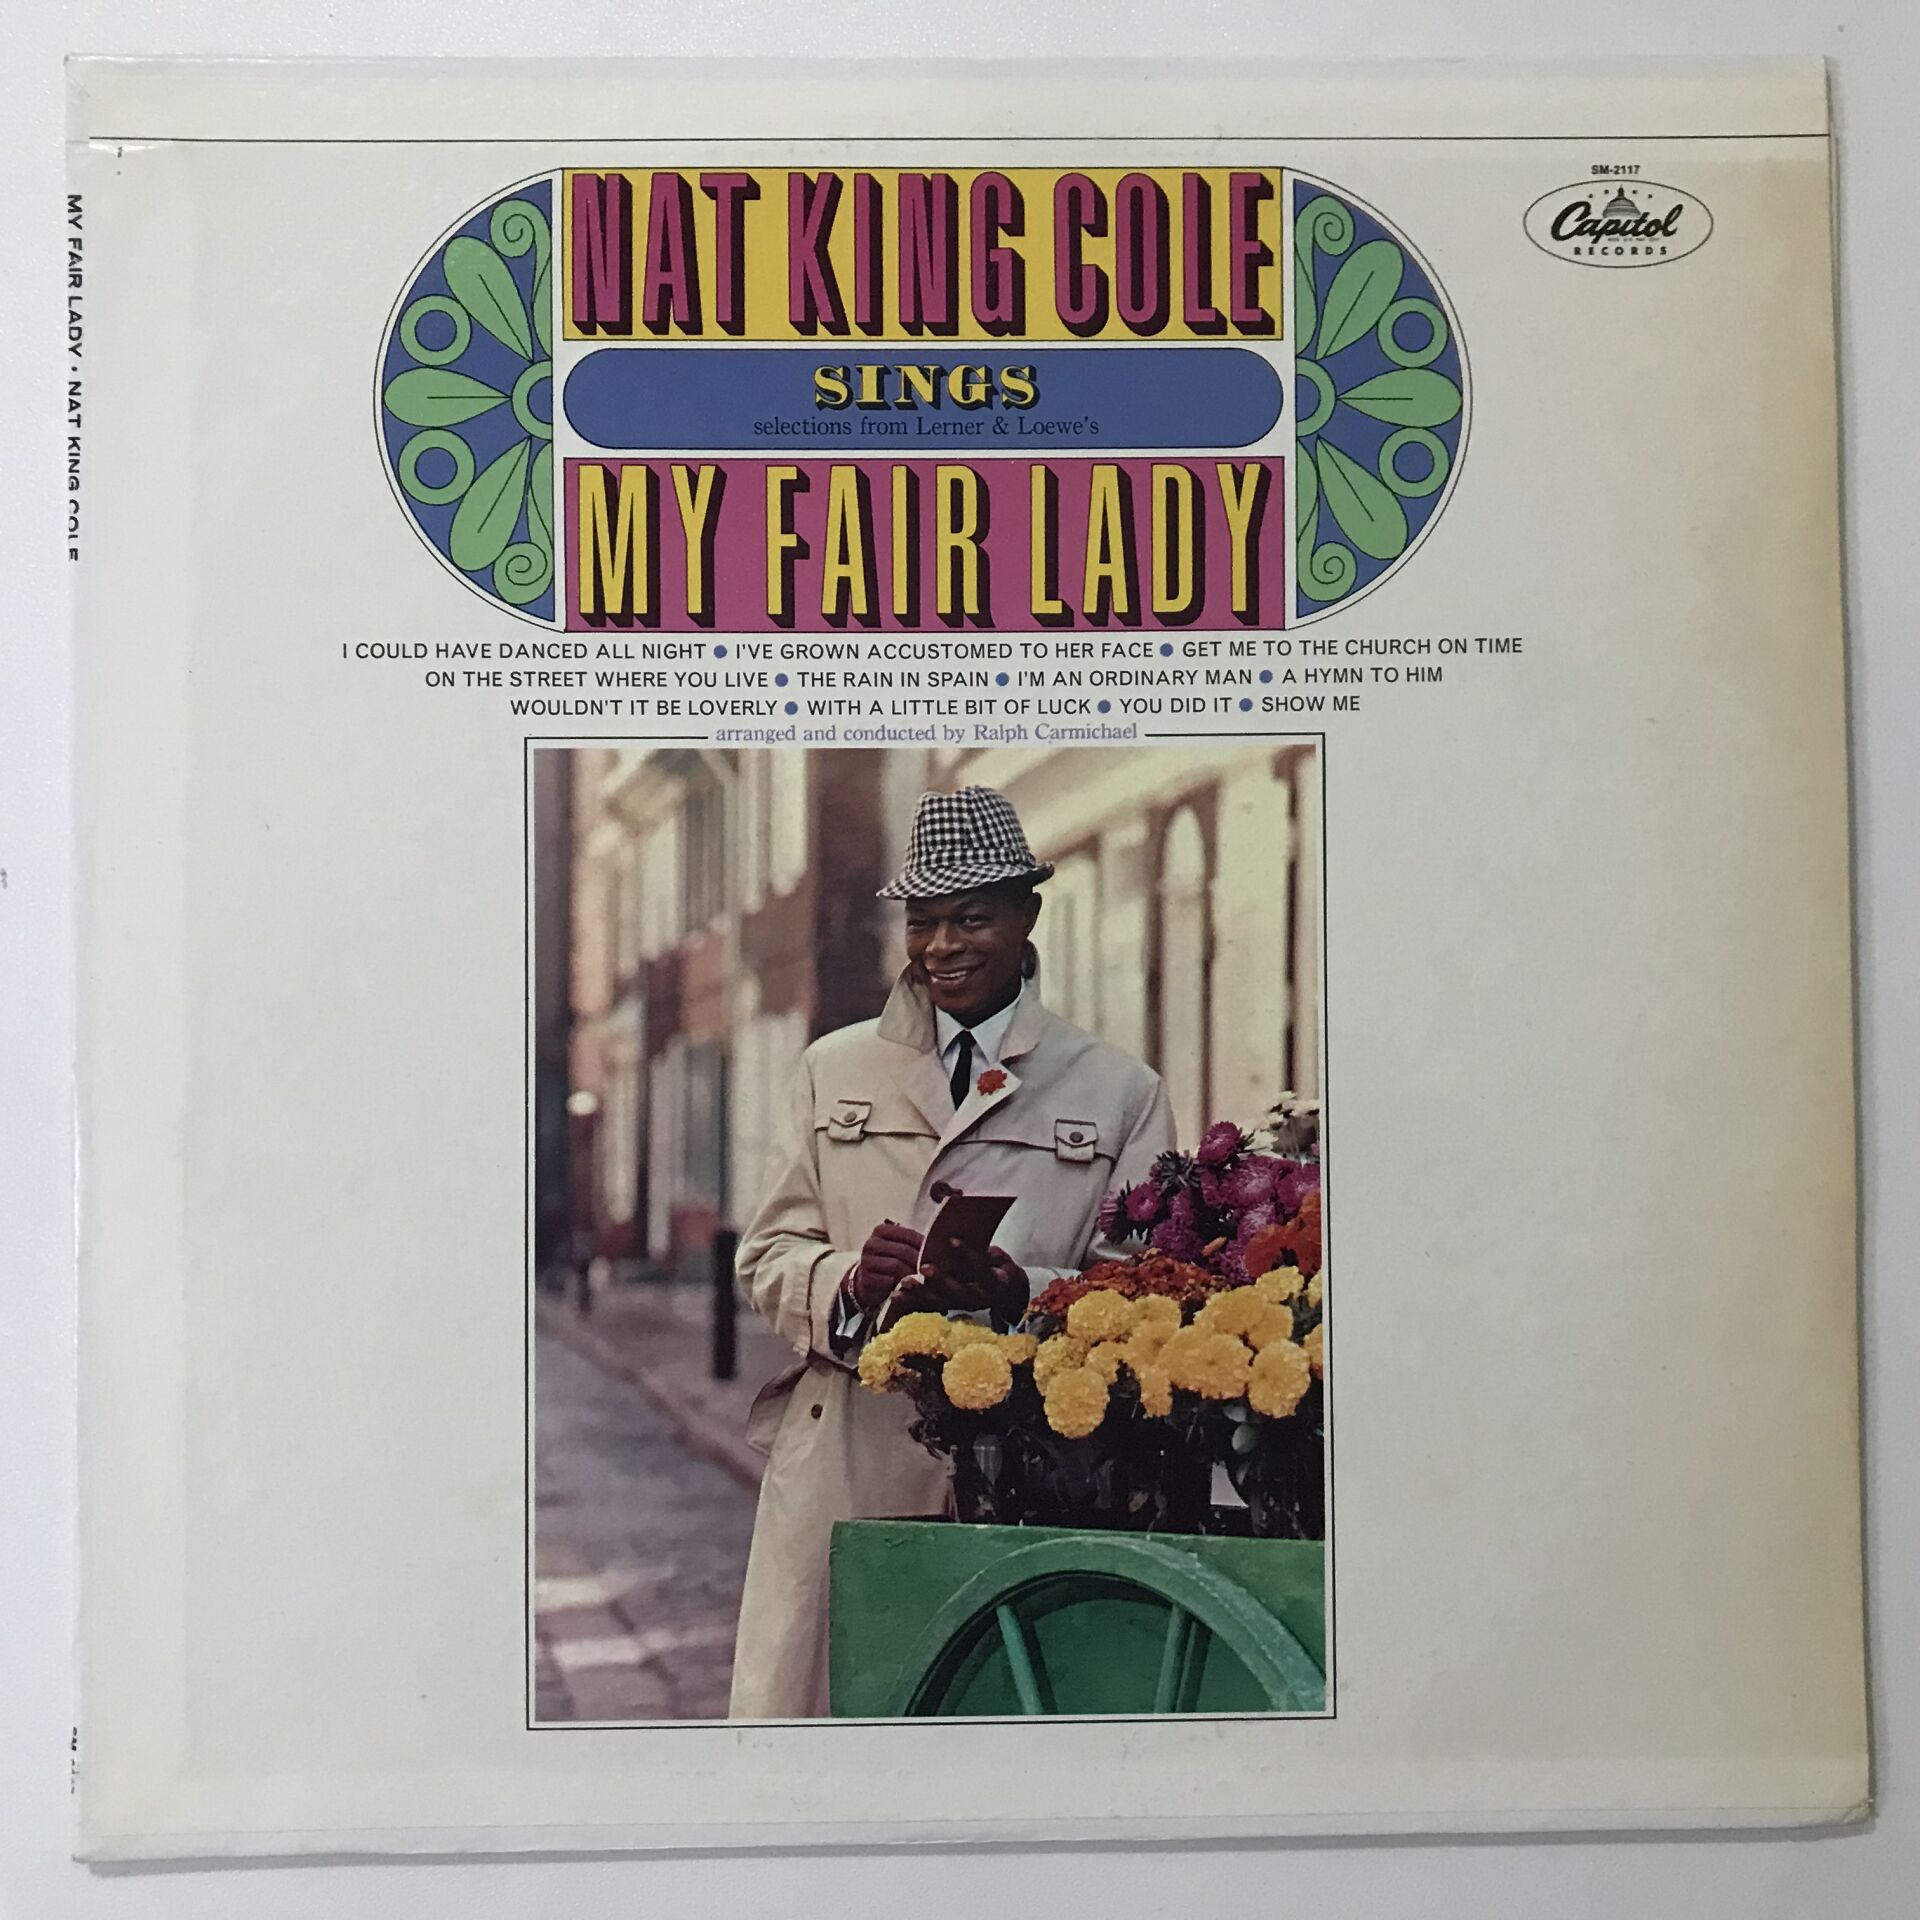 NAT KING COLE
SINGS
selections from Lerner & Loewe's
MY FAIR LADY
SM-2117
Capitol
RECORDS
I COULD HAVE DANCED ALL NIGHT ● I'VE GROWN ACCUSTOMED TO HER FACE ● GET ME TO THE CHURCH ON TIME
ON THE STREET WHERE YOU LIVE ● THE RAIN IN SPAIN ● I'M AN ORDINARY MAN ● A HYMN TO HIM
WOULDN'T IT BE LOVERLY ● WITH A LITTLE BIT OF LUCK ● YOU DID IT ● SHOW ME
arranged and conducted by Ralph Carmichael
MY FAIR LADY • NAT KING COLE